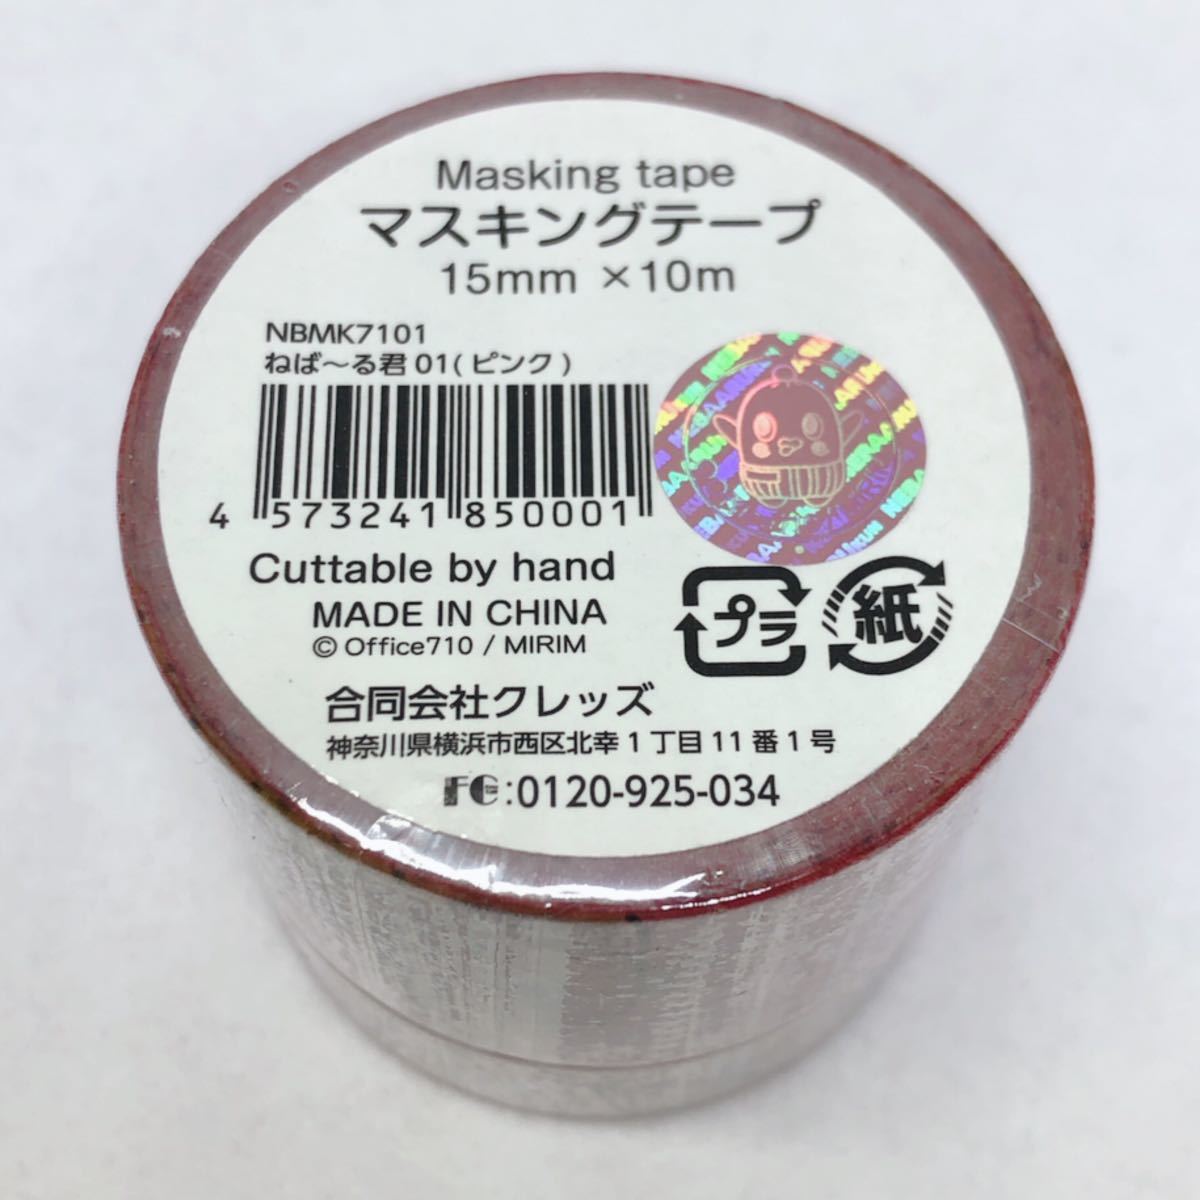 Masking tape
マスキングテープ
15mm ×10m
NBMK7101
ねば〜る君 01(ピンク)
4 573241 850001
Cuttable by hand
MADE IN CHINA
© Office710 / MIRIM
プラ
紙
合同会社クレッズ
神奈川県横浜市西区北幸1丁目11番1号
:0120-925-034